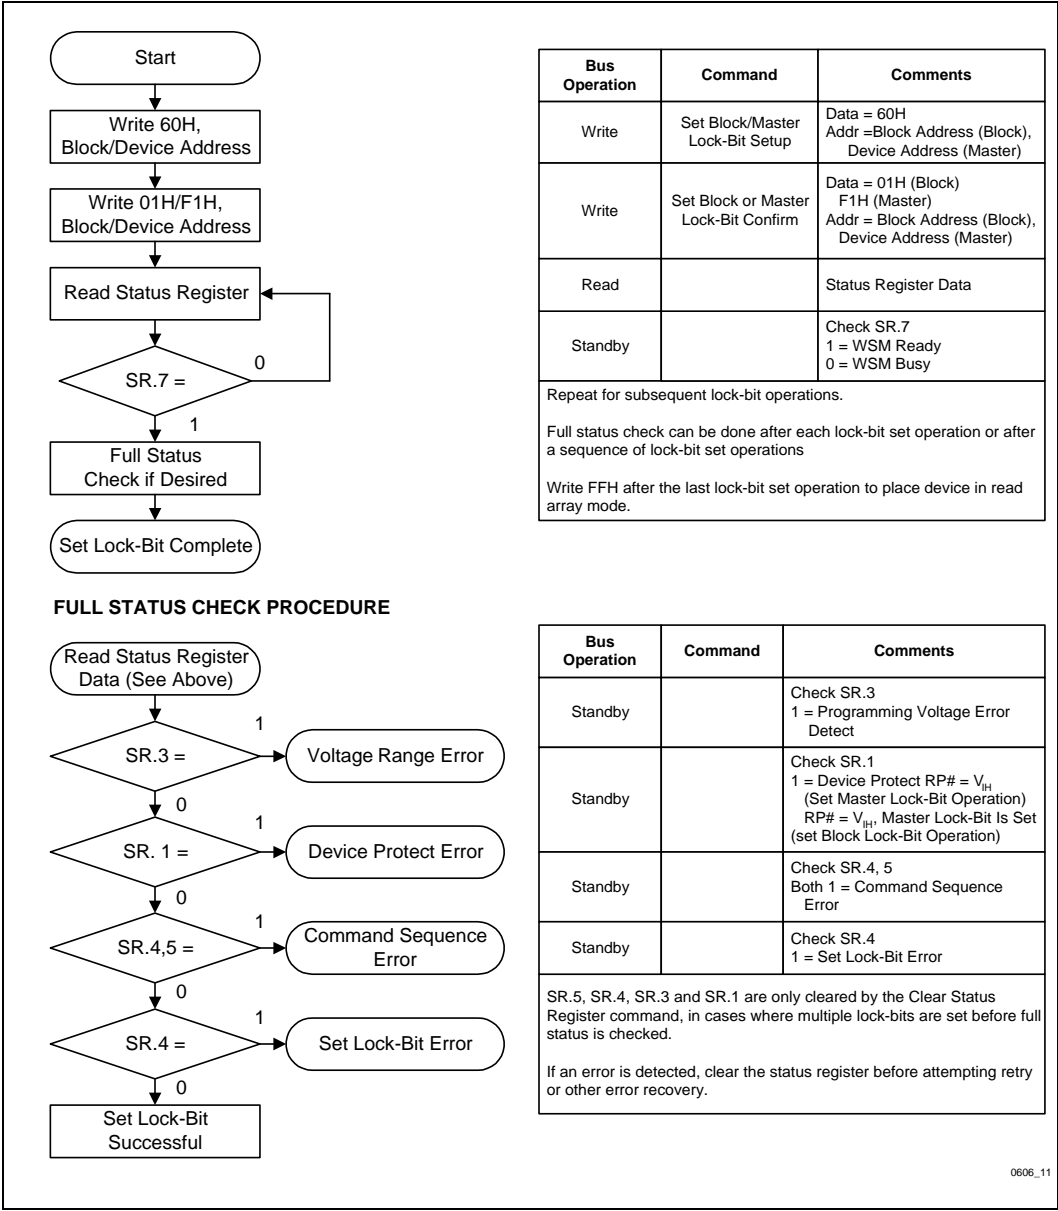 Start
Write 60H,
Block/Device Address
Write 01H/F1H,
Block/Device Address
Read Status Register
SR.7 =
0
1
Full Status
Check if Desired
Set Lock-Bit Complete
Bus
Operation
Command
Comments
Write
Set Block/Master
Lock-Bit Setup
Data = 60H
Addr =Block Address (Block),
Device Address (Master)
Write
Set Block or Master
Lock-Bit Confirm
Data = 01H (Block)
F1H (Master)
Addr = Block Address (Block),
Device Address (Master)
Read
Status Register Data
Standby
Check SR.7
1 = WSM Ready
0 = WSM Busy
Repeat for subsequent lock-bit operations.
Full status check can be done after each lock-bit set operation or after
a sequence of lock-bit set operations
Write FFH after the last lock-bit set operation to place device in read
array mode.
FULL STATUS CHECK PROCEDURE
Read Status Register
Data (See Above)
SR.3 =
1
Voltage Range Error
0
SR. 1 =
1
Device Protect Error
0
SR.4,5 =
1
Command Sequence
Error
0
SR.4 =
1
Set Lock-Bit Error
0
Set Lock-Bit
Successful
Bus
Operation
Command
Comments
Standby
Check SR.3
1 = Programming Voltage Error
Detect
Standby
Check SR.1
1 = Device Protect RP# = VIH
(Set Master Lock-Bit Operation)
RP# = VIH, Master Lock-Bit Is Set
(set Block Lock-Bit Operation)
Standby
Check SR.4, 5
Both 1 = Command Sequence
Error
Standby
Check SR.4
1 = Set Lock-Bit Error
SR.5, SR.4, SR.3 and SR.1 are only cleared by the Clear Status
Register command, in cases where multiple lock-bits are set before full
status is checked.
If an error is detected, clear the status register before attempting retry
or other error recovery.
0606_11